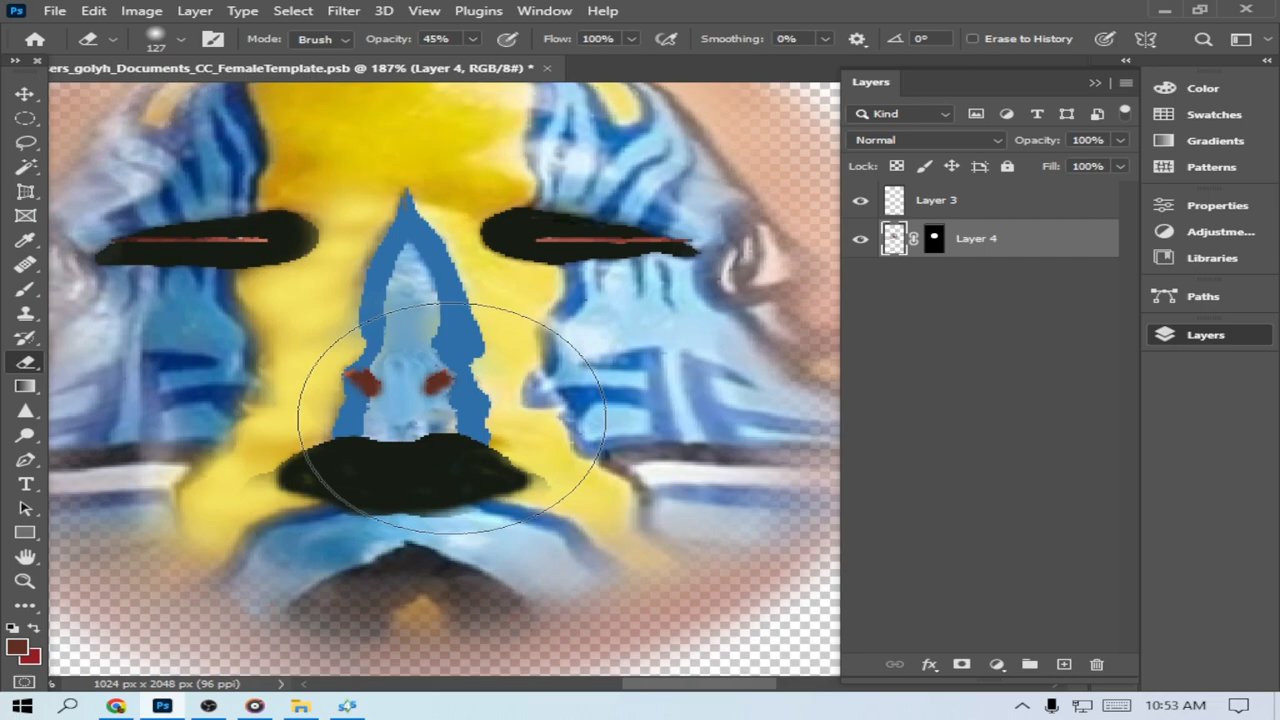 Ps File Edit Image Layer Type Select Filter 3D View Plugins Window Help
127 Mode: Brush Opacity: 45% Flow: 100% Smoothing: 0% 0° Erase to History
ers_golyh_Documents_CC_FemaleTemplate.psb @ 187% (Layer 4, RGB/8#) *
Layers
Kind
Normal Opacity: 100%
Lock: Fill: 100%
Layer 3
Layer 4
Color
Swatches
Gradients
Patterns
Properties
Adjustme...
Libraries
Paths
Layers
% 1024 px x 2048 px (96 ppi)
Ps 10:53 AM